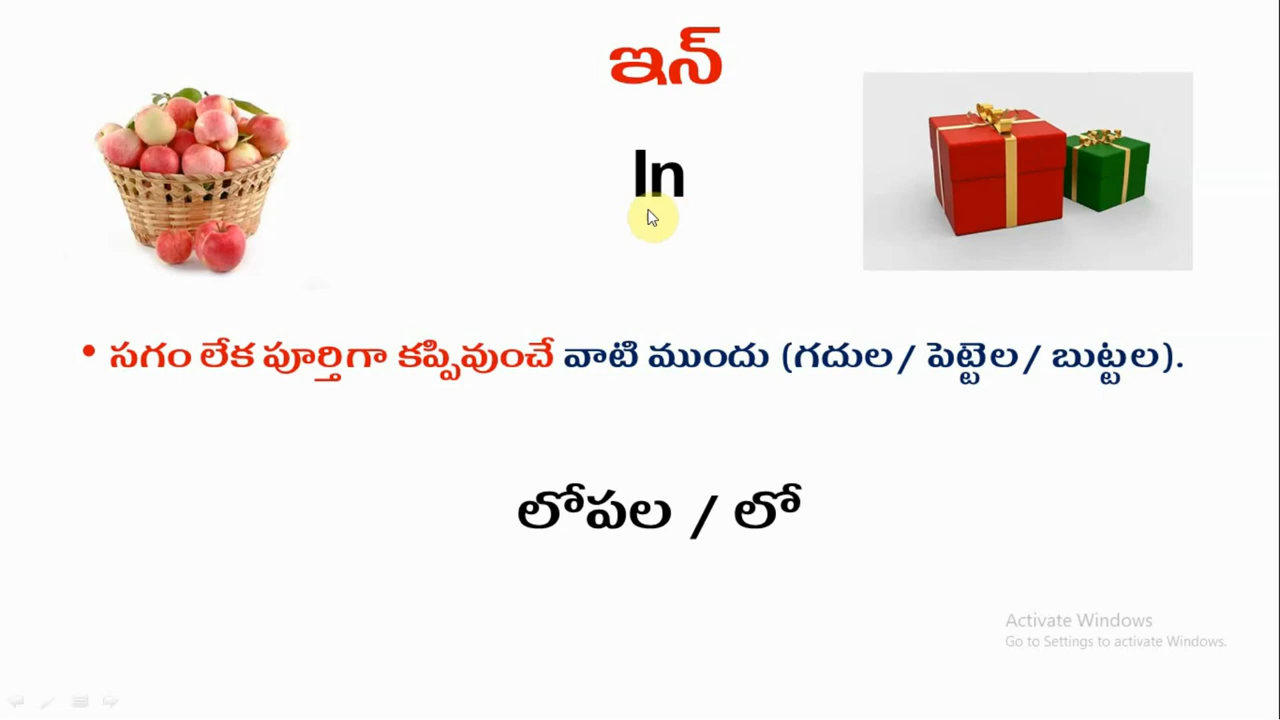 ఇన్
In
• సగం లేక పూర్తిగా కప్పివుంచే వాటి ముందు (గదుల/ పెట్టెల/ బుట్టల).
లోపల / లో
Activate Windows
Go to Settings to activate Windows.